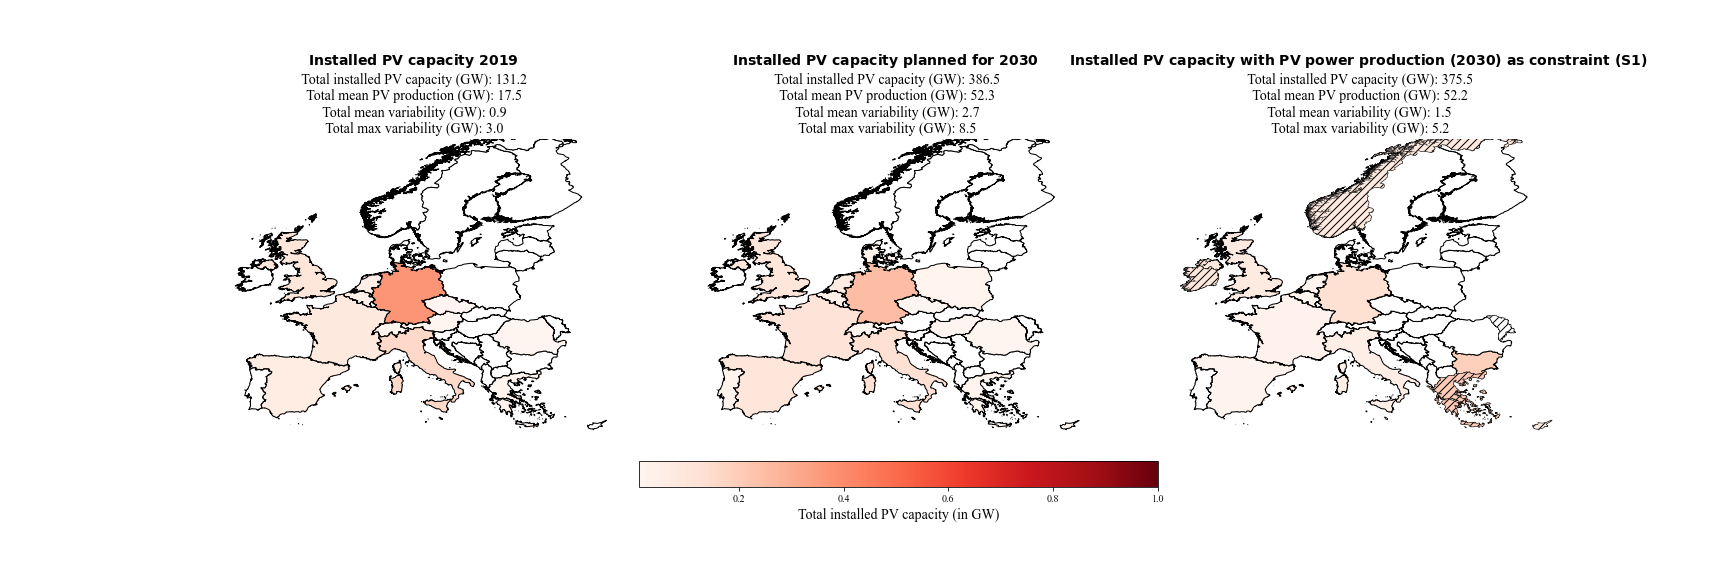 Installed PV capacity 2019
Total installed PV capacity (GW): 131.2
Total mean PV production (GW): 17.5
Total mean variability (GW): 0.9
Total max variability (GW): 3.0
Installed PV capacity planned for 2030
Total installed PV capacity (GW): 386.5
Total mean PV production (GW): 52.3
Total mean variability (GW): 2.7
Total max variability (GW): 8.5
Installed PV capacity with PV power production (2030) as constraint (S1)
Total installed PV capacity (GW): 375.5
Total mean PV production (GW): 52.2
Total mean variability (GW): 1.5
Total max variability (GW): 5.2
0.2 0.4 0.6 0.8 1.0
Total installed PV capacity (in GW)